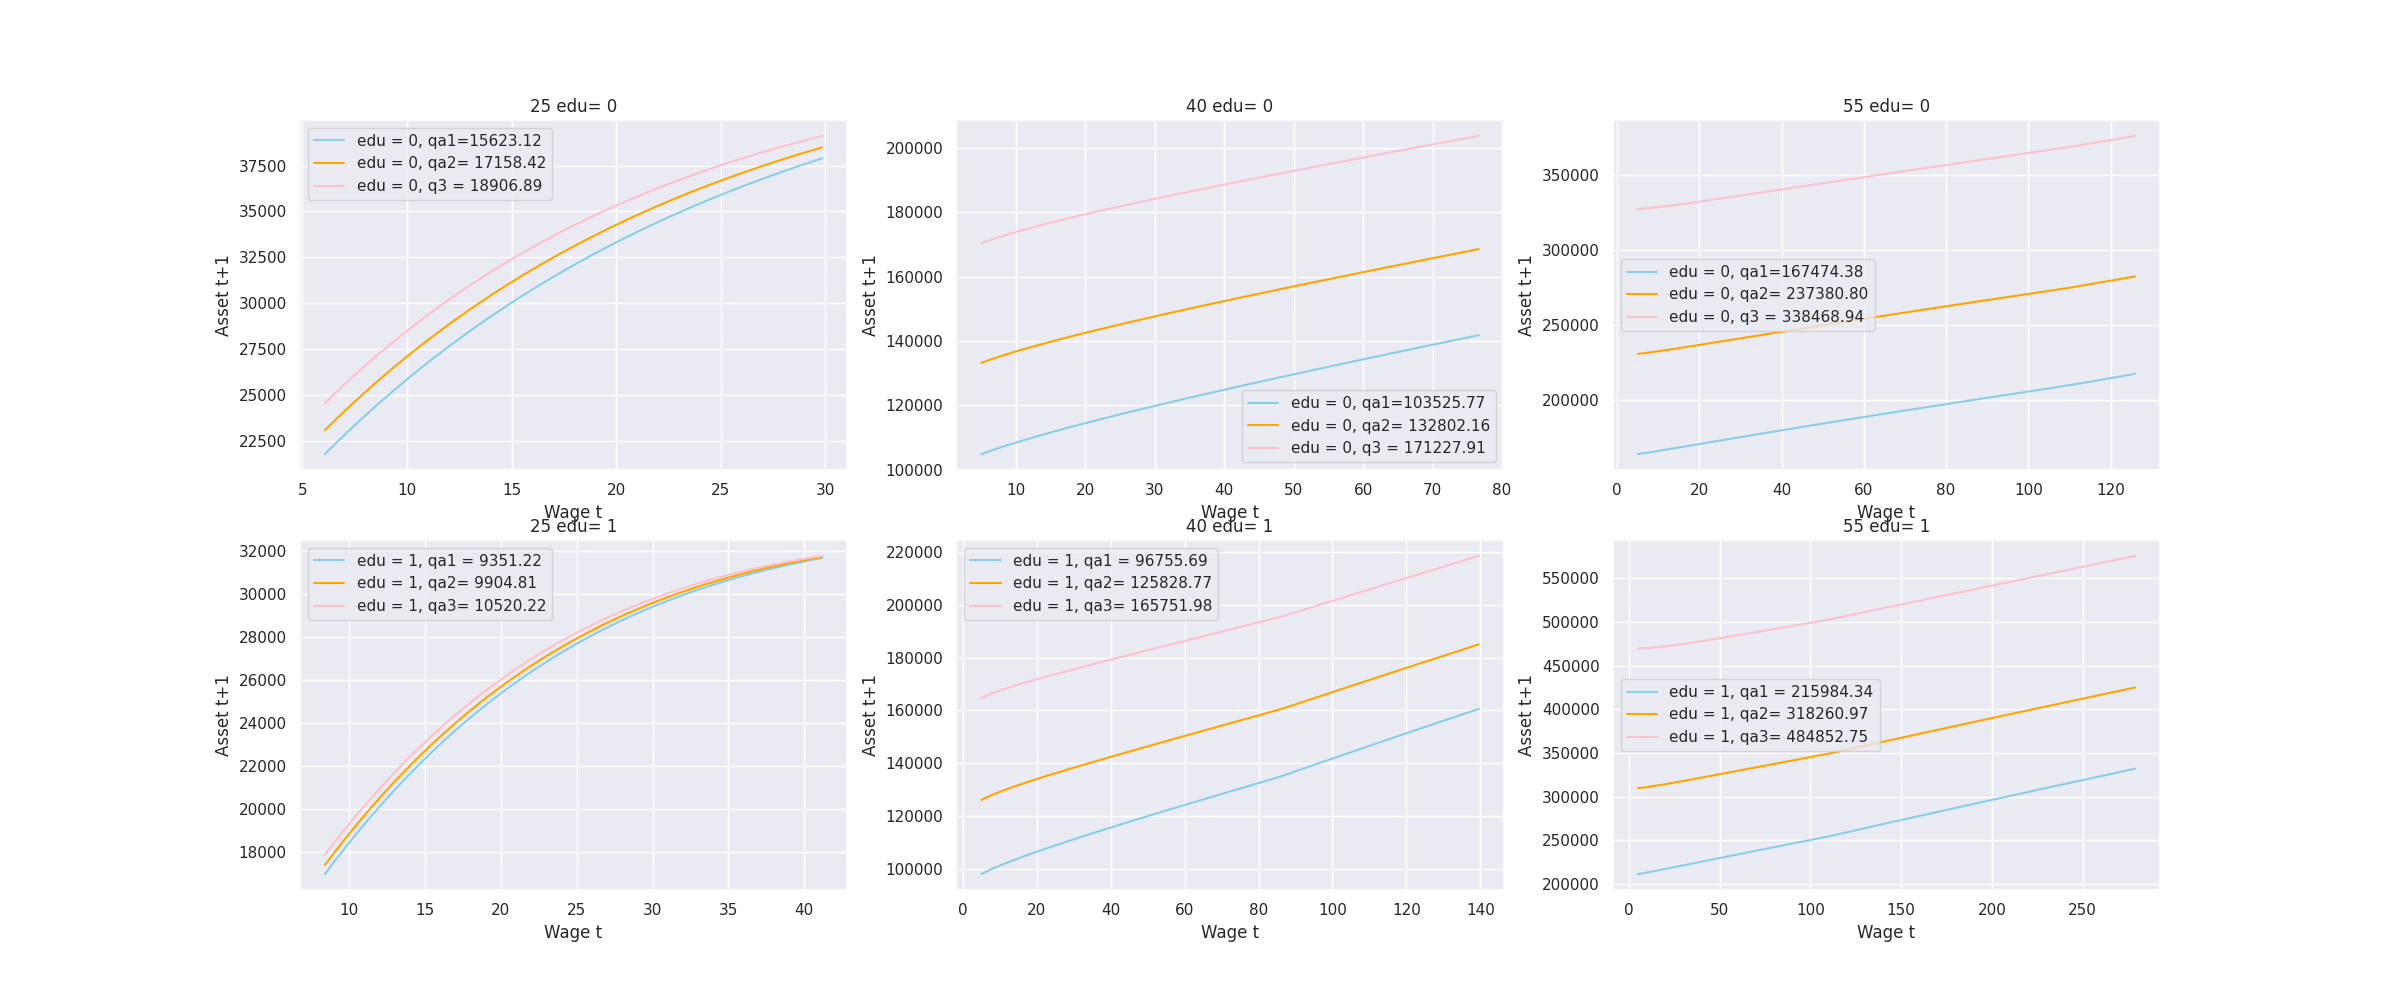 25 edu= 0
edu = 0, qa1=15623.12
edu = 0, qa2= 17158.42
edu = 0, q3 = 18906.89
Asset t+1
37500
35000
32500
30000
27500
25000
22500
5 10 15 20 25 30
Wage t
40 edu= 0
edu = 0, qa1=103525.77
edu = 0, qa2= 132802.16
edu = 0, q3 = 171227.91
Asset t+1
200000
180000
160000
140000
120000
100000
10 20 30 40 50 60 70 80
Wage t
55 edu= 0
edu = 0, qa1=167474.38
edu = 0, qa2= 237380.80
edu = 0, q3 = 338468.94
Asset t+1
350000
300000
250000
200000
0 20 40 60 80 100 120
Wage t
25 edu= 1
edu = 1, qa1 = 9351.22
edu = 1, qa2= 9904.81
edu = 1, qa3= 10520.22
Asset t+1
32000
30000
28000
26000
24000
22000
20000
18000
10 15 20 25 30 35 40
Wage t
40 edu= 1
edu = 1, qa1 = 96755.69
edu = 1, qa2= 125828.77
edu = 1, qa3= 165751.98
Asset t+1
220000
200000
180000
160000
140000
120000
100000
0 20 40 60 80 100 120 140
Wage t
55 edu= 1
edu = 1, qa1 = 215984.34
edu = 1, qa2= 318260.97
edu = 1, qa3= 484852.75
Asset t+1
550000
500000
450000
400000
350000
300000
250000
200000
0 50 100 150 200 250
Wage t